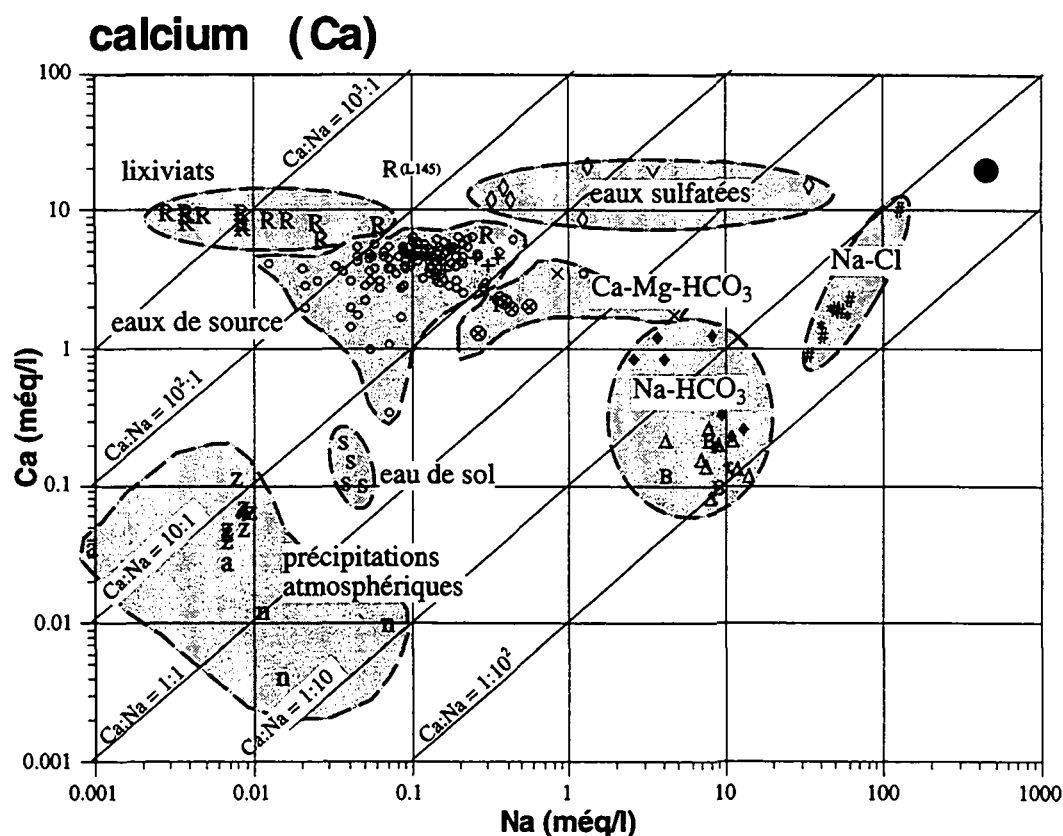 calcium (Ca)
100
10
1
0.1
0.01
0.001
Ca (méq/l)
0.001
0.01
0.1
1
10
100
1000
Na (méq/l)
Ca:Na = 10³:1
Ca:Na = 10²:1
Ca:Na = 10:1
Ca:Na = 1:1
Ca:Na = 1:10
Ca:Na = 1:10²
lixiviats
R (L145)
eaux sulfatées
Na-Cl
Ca-Mg-HCO₃
eaux de source
Na-HCO₃
eau de sol
précipitations
atmosphériques